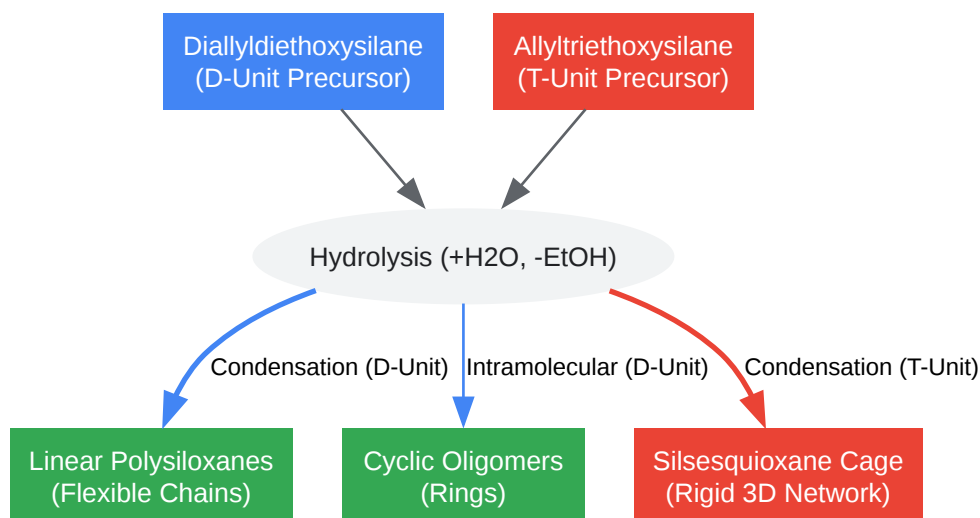 Diallyldiethoxysilane
(D-Unit Precursor)
Allyltriethoxysilane
(T-Unit Precursor)
Hydrolysis (+H2O, -EtOH)
Condensation (D-Unit)
Intramolecular (D-Unit)
Condensation (T-Unit)
Linear Polysiloxanes
(Flexible Chains)
Cyclic Oligomers
(Rings)
Silsesquioxane Cage
(Rigid 3D Network)